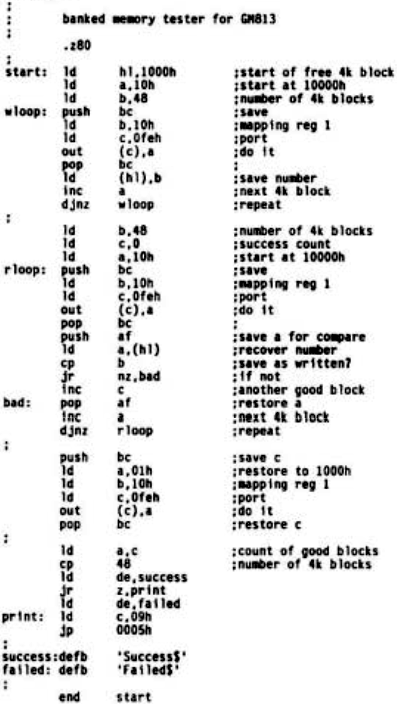 ;
;
; banked memory tester for GM813
;
.z80
;
start: ld hl,1000h ;start of free 4k block
ld a,10h ;start at 10000h
ld b,48 ;number of 4k blocks
wloop: push bc ;save
ld b,10h ;mapping reg 1
ld c,0feh ;port
out (c),a ;do it
pop bc ;
ld (hl),b ;save number
inc a ;next 4k block
djnz wloop ;repeat
;
ld b,48 ;number of 4k blocks
ld c,0 ;success count
ld a,10h ;start at 10000h
rloop: push bc ;save
ld b,10h ;mapping reg 1
ld c,0feh ;port
out (c),a ;do it
pop bc ;
push af ;save a for compare
ld a,(hl) ;recover number
cp b ;save as written?
jr nz,bad ;if not
inc c ;another good block
bad: pop af ;restore a
inc a ;next 4k block
djnz rloop ;repeat
;
push bc ;save c
ld a,01h ;restore to 1000h
ld b,10h ;mapping reg 1
ld c,0feh ;port
out (c),a ;do it
pop bc ;restore c
;
ld a,c ;count of good blocks
cp 48 ;number of 4k blocks
ld de,success
jr z,print
ld de,failed
print: ld c,09h
jp 0005h
;
success:defb 'Success$'
failed: defb 'Failed$'
;
end start